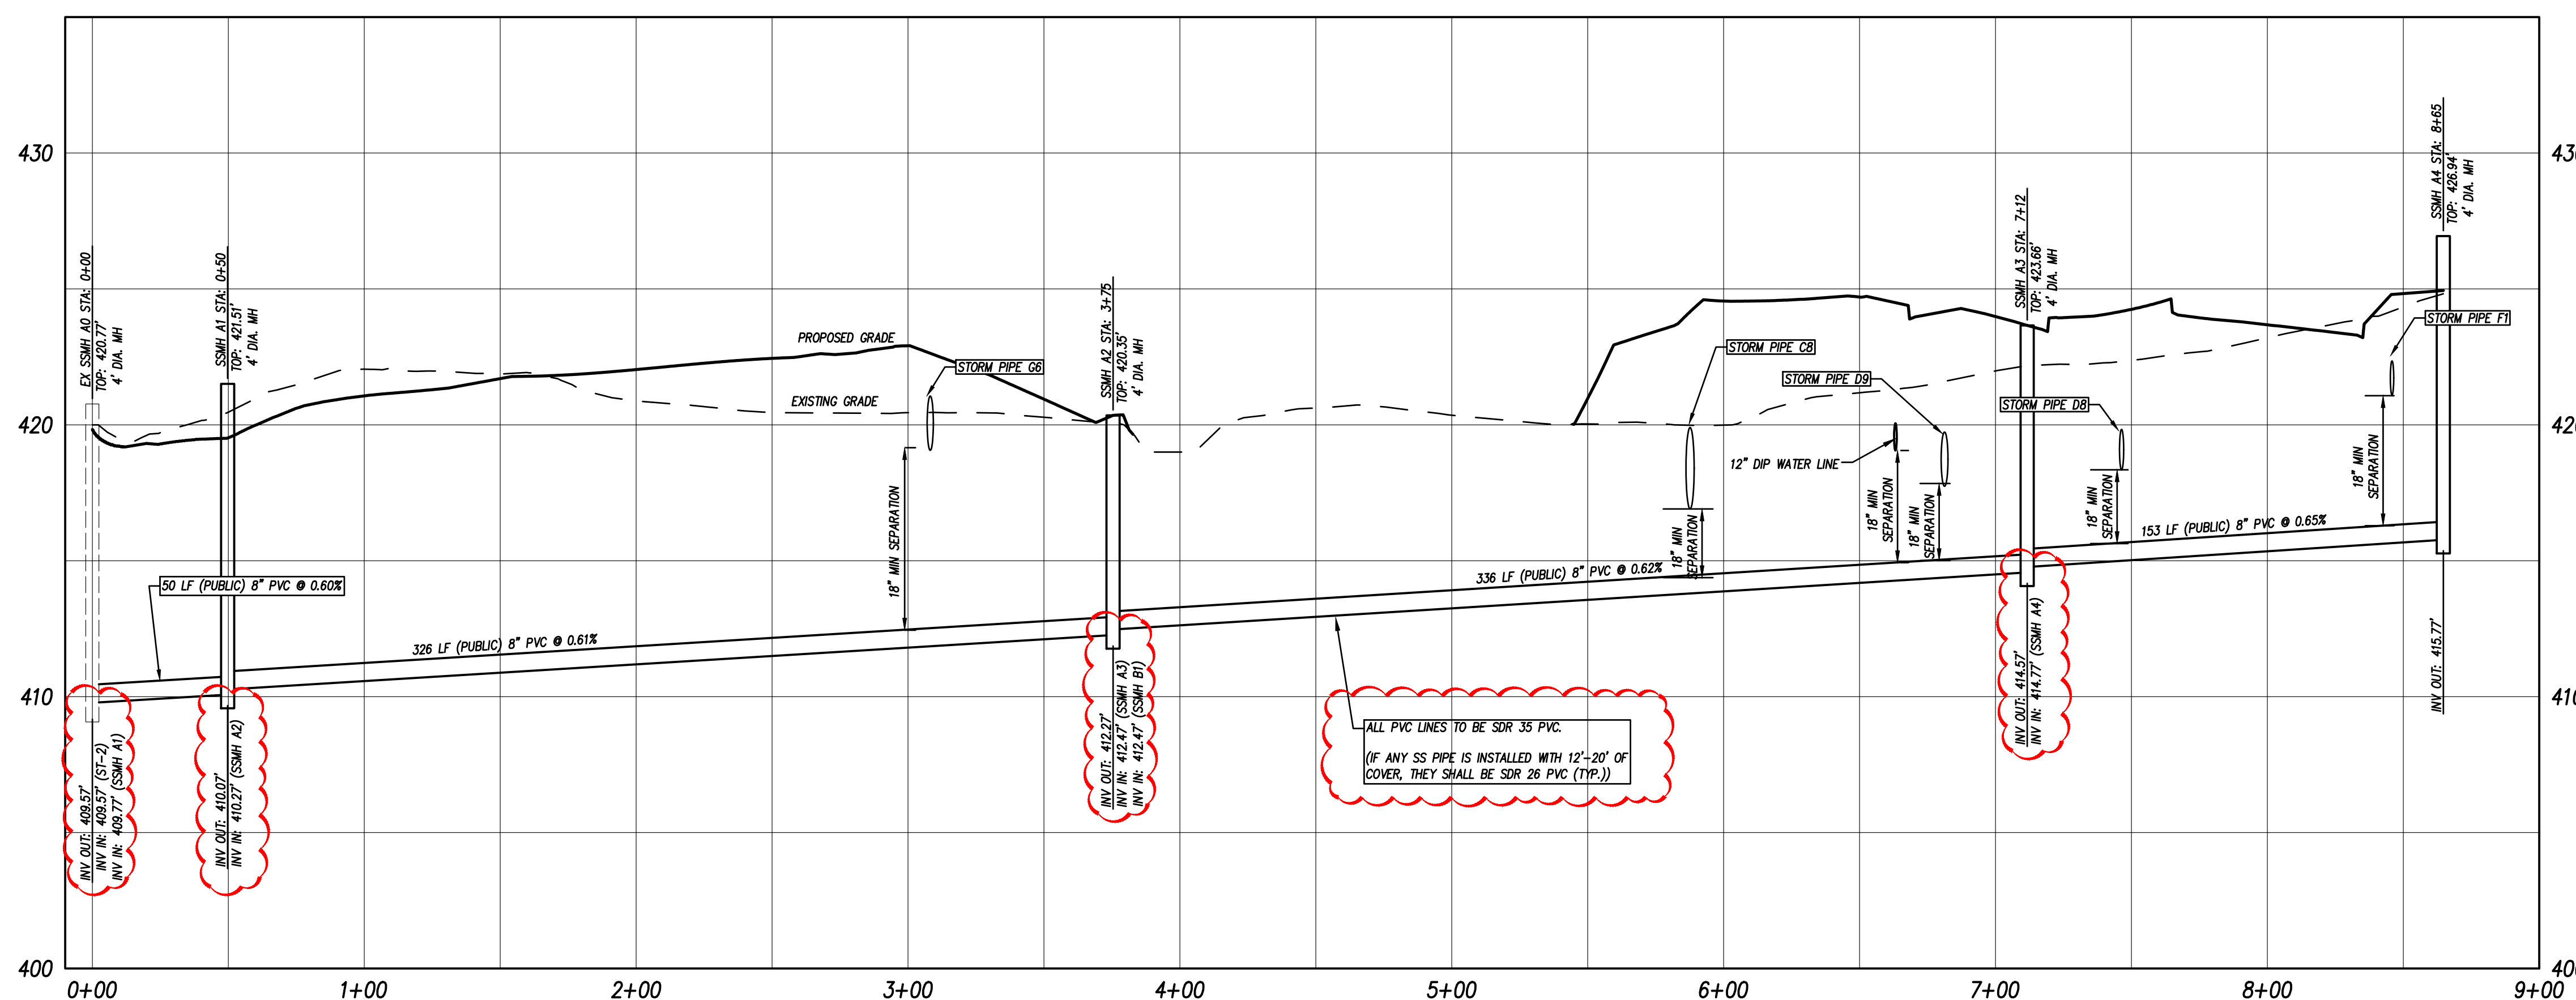 430
420
410
400
430
420
410
400
0+00
1+00
2+00
3+00
4+00
5+00
6+00
7+00
8+00
9+00
EX SSMH A0 STA: 0+00
TOP: 420.77'
4' DIA. MH
SSMH A1 STA: 0+50
TOP: 421.51'
4' DIA. MH
SSMH A2 STA: 3+75
TOP: 420.35'
4' DIA. MH
SSMH A3 STA: 7+12
TOP: 423.66'
4' DIA. MH
SSMH A4 STA: 8+65
TOP: 426.94'
4' DIA. MH
PROPOSED GRADE
EXISTING GRADE
STORM PIPE G6
STORM PIPE C8
STORM PIPE D9
STORM PIPE D8
STORM PIPE F1
12" DIP WATER LINE
18" MIN SEPARATION
18" MIN
SEPARATION
18" MIN
SEPARATION
18" MIN
SEPARATION
18" MIN
SEPARATION
18" MIN
SEPARATION
50 LF (PUBLIC) 8" PVC @ 0.60%
326 LF (PUBLIC) 8" PVC @ 0.61%
336 LF (PUBLIC) 8" PVC @ 0.62%
153 LF (PUBLIC) 8" PVC @ 0.65%
INV OUT: 409.57'
INV IN: 409.57' (ST-2)
INV IN: 409.77' (SSMH A1)
INV OUT: 410.07'
INV IN: 410.27' (SSMH A2)
INV OUT: 412.27'
INV IN: 412.47' (SSMH A3)
INV IN: 412.47' (SSMH B1)
ALL PVC LINES TO BE SDR 35 PVC.
(IF ANY SS PIPE IS INSTALLED WITH 12'-20' OF
COVER, THEY SHALL BE SDR 26 PVC (TYP.))
INV OUT: 414.57'
INV IN: 414.77' (SSMH A4)
INV OUT: 415.77'